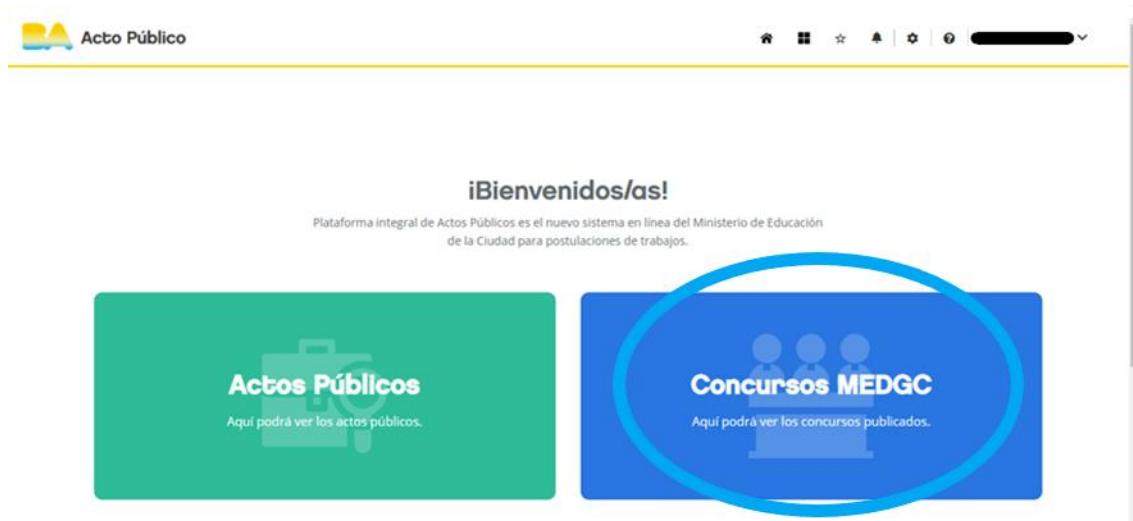 BA Acto Público
¡Bienvenidos/as!
Plataforma integral de Actos Públicos es el nuevo sistema en línea del Ministerio de Educación
de la Ciudad para postulaciones de trabajos.
Actos Públicos
Aquí podrá ver los actos públicos.
Concursos MEDGC
Aquí podrá ver los concursos publicados.